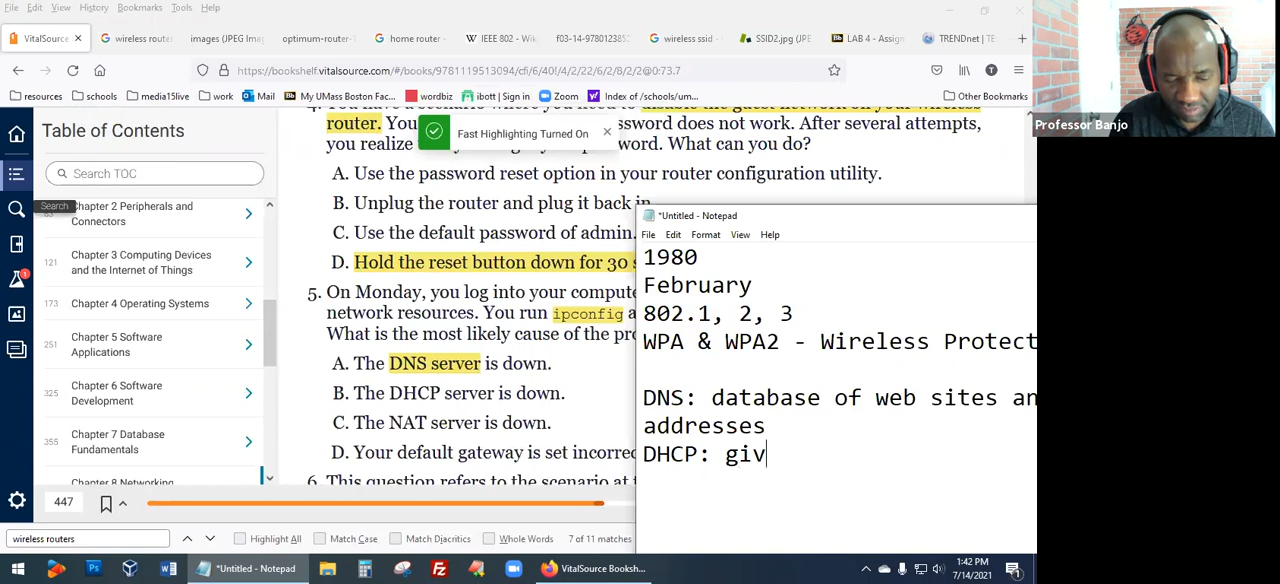 File Edit View History Bookmarks Tools Help
VitalSource
wireless router
images (JPEG Ima
optimum-router-
home router
IEEE 802 - Wiki
f03-14-978012385
wireless ssid -
SSID2.jpg (JPE
LAB 4 - Assign
TRENDnet | TE
https://bookshelf.vitalsource.com/#/books/9781119513094/cfi/6/40!/4/2/22/6/2/8/2/2@0:73.7
resources schools media15live work Mail My UMass Boston Fac... wordbiz ibott | Sign in Zoom Index of /schools/um... Other Bookmarks
Table of Contents
Search TOC
Search
Chapter 2 Peripherals and
Connectors
121
Chapter 3 Computing Devices
and the Internet of Things
173
Chapter 4 Operating Systems
251
Chapter 5 Software
Applications
325
Chapter 6 Software
Development
355
Chapter 7 Database
Fundamentals
Chapter 8 Networking
447
router. You
Fast Highlighting Turned On
ssword does not work. After several attempts,
you realize
word. What can you do?
A. Use the password reset option in your router configuration utility.
B. Unplug the router and plug it back in.
C. Use the default password of admin.
D. Hold the reset button down for 30 s
5. On Monday, you log into your compute
network resources. You run ipconfig a
What is the most likely cause of the pro
A. The DNS server is down.
B. The DHCP server is down.
C. The NAT server is down.
D. Your default gateway is set incorrec
6. This question refers to the scenario at t
*Untitled - Notepad
File Edit Format View Help
1980
February
802.1, 2, 3
WPA & WPA2 - Wireless Protect
DNS: database of web sites an
addresses
DHCP: giv
Professor Banjo
wireless routers
Highlight All Match Case Match Diacritics Whole Words 7 of 11 matches
*Untitled - Notepad
VitalSource Booksh...
1:42 PM
7/14/2021